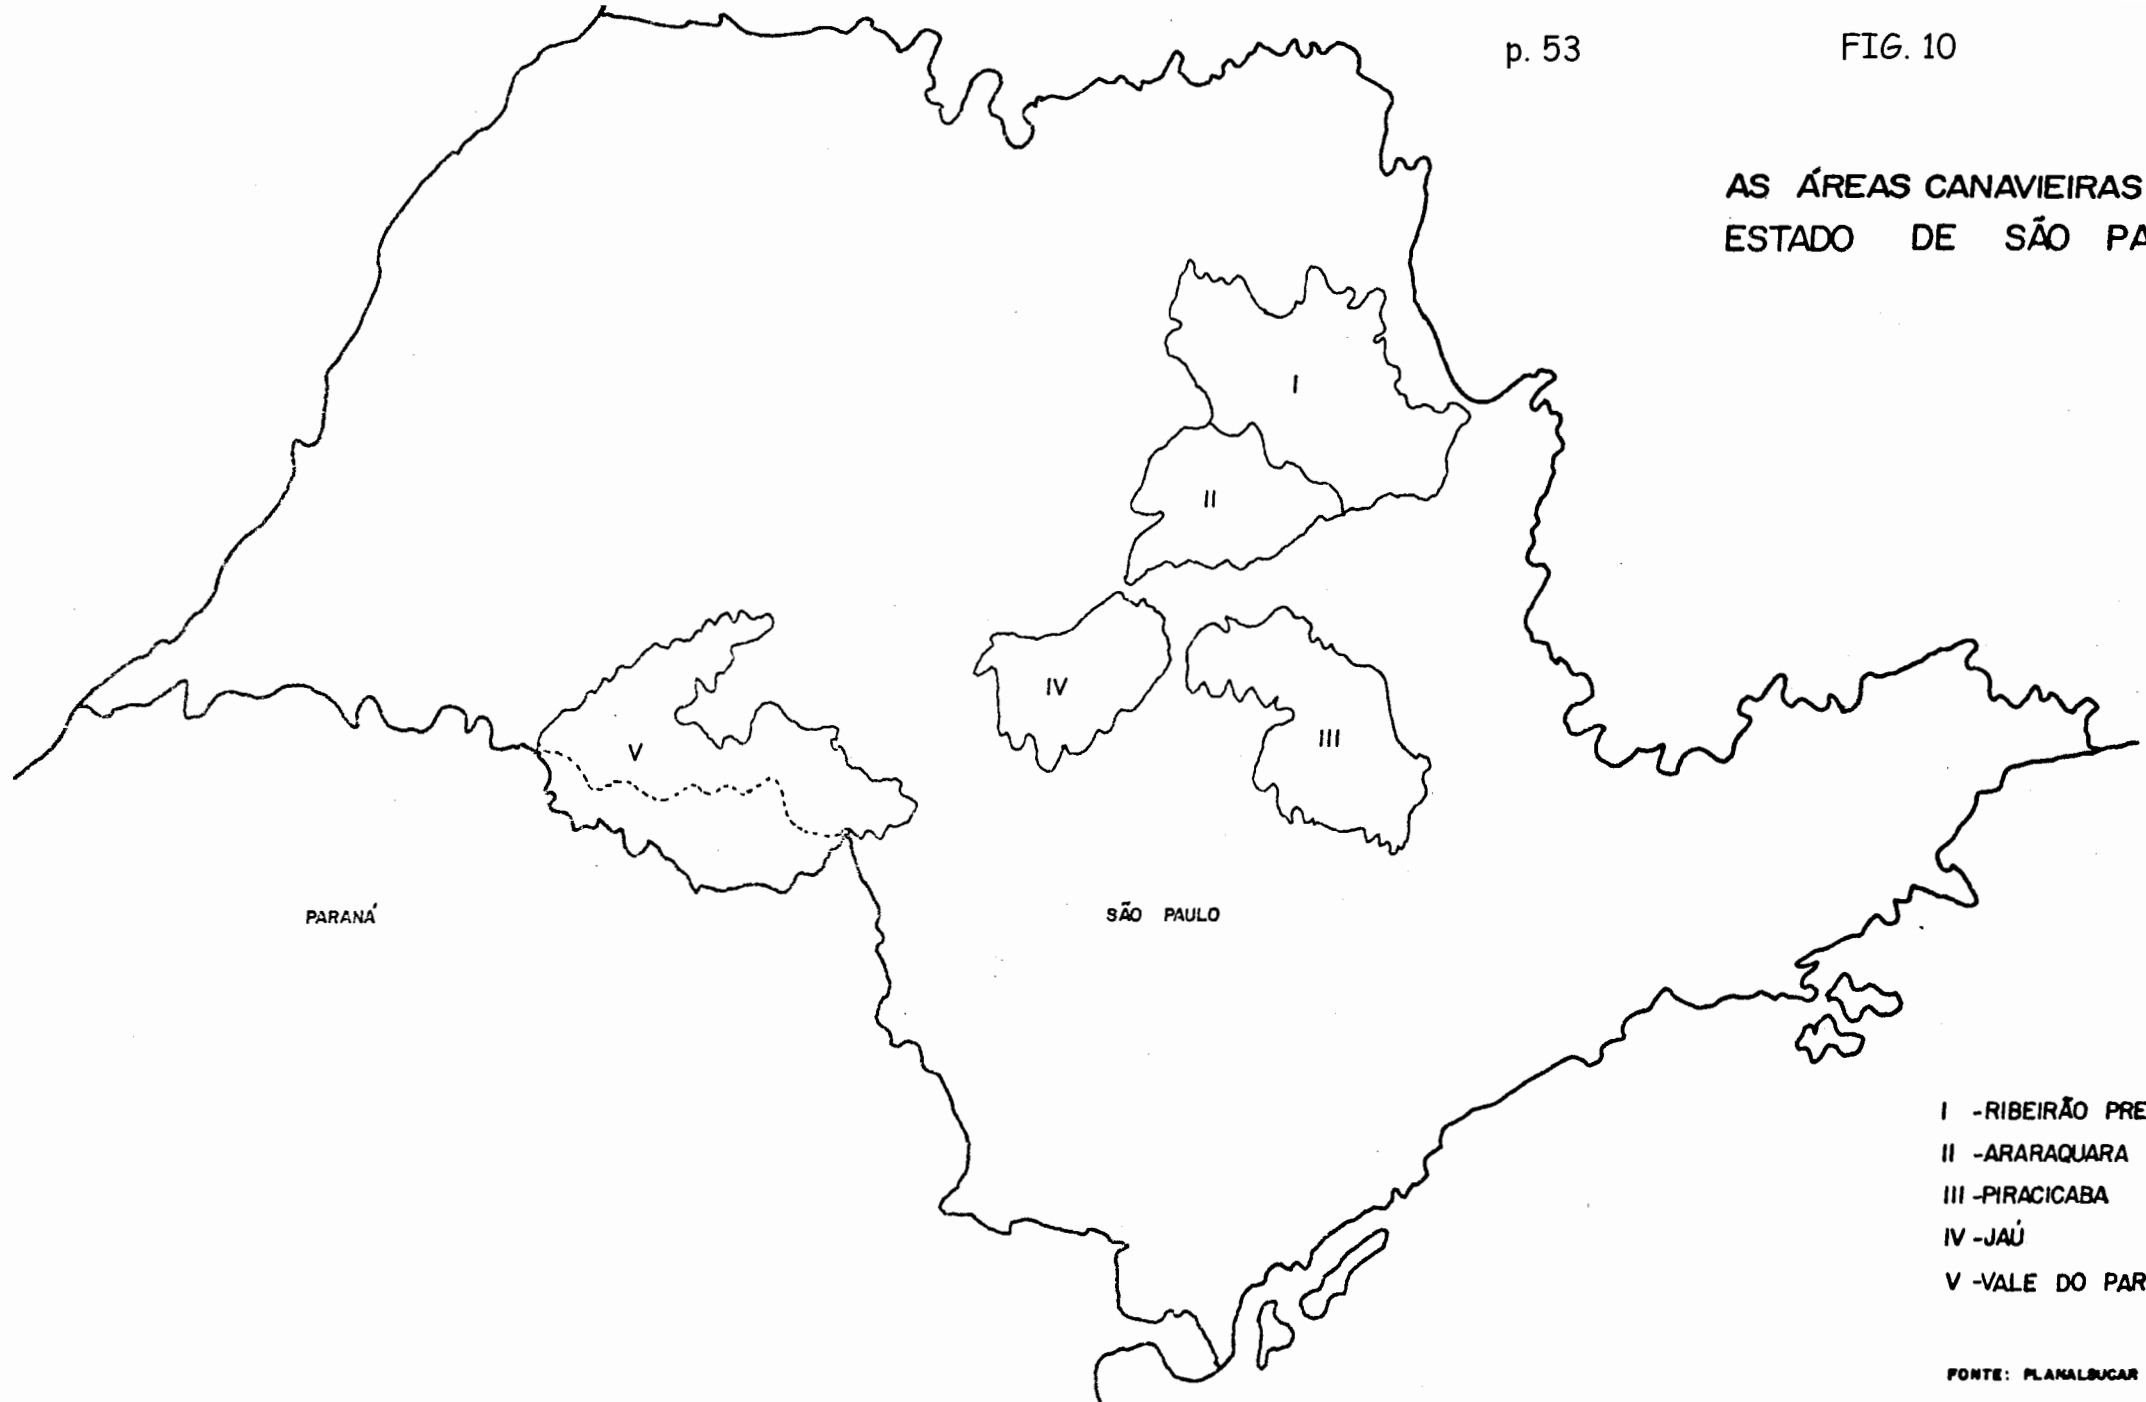 p. 53 FIG. 10
AS ÁREAS CANAVIEIRAS
ESTADO DE SÃO PA
I
II
IV
III
V
PARANÁ
SÃO PAULO
I -RIBEIRÃO PRE
II -ARARAQUARA
III -PIRACICABA
IV -JAÚ
V -VALE DO PAR
FONTE: PLANALSUCAR